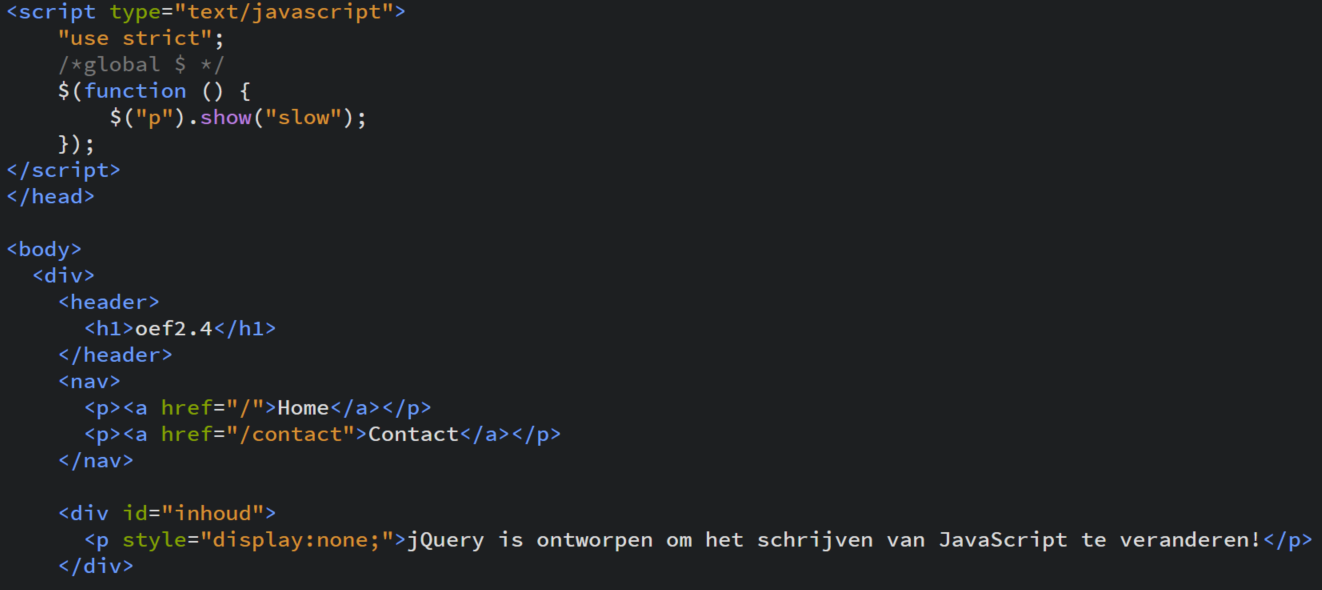 <script type="text/javascript">
    "use strict";
    /*global $ */
    $(function () {
        $("p").show("slow");
    });
</script>
</head>

<body>
  <div>
    <header>
      <h1>oef2.4</h1>
    </header>
    <nav>
      <p><a href="/">Home</a></p>
      <p><a href="/contact">Contact</a></p>
    </nav>

    <div id="inhoud">
      <p style="display:none;">jQuery is ontworpen om het schrijven van JavaScript te veranderen!</p>
    </div>